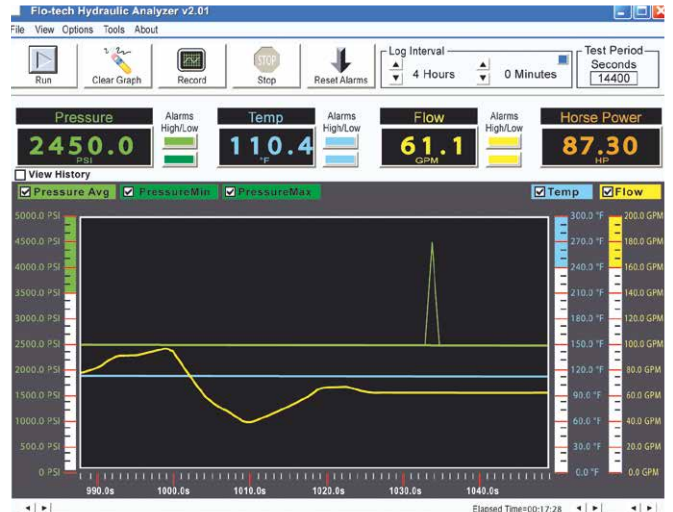 Flo-tech Hydraulic Analyzer v2.01
File View Options Tools About
Run
Clear Graph
Record
STOP
Stop
Reset Alarms
Log Interval
4 Hours
0 Minutes
Test Period
Seconds
14400
Pressure
2450.0
PSI
Alarms
High/Low
Temp
110.4
°F
Alarms
High/Low
Flow
61.1
GPM
Alarms
High/Low
Horse Power
87.30
HP
View History
Pressure Avg
PressureMin
PressureMax
Temp
Flow
5000.0 PSI
4500.0 PSI
4000.0 PSI
3500.0 PSI
3000.0 PSI
2500.0 PSI
2000.0 PSI
1500.0 PSI
1000.0 PSI
500.0 PSI
0 PSI
300.0 °F
270.0 °F
240.0 °F
210.0 °F
180.0 °F
150.0 °F
120.0 °F
90.0 °F
60.0 °F
30.0 °F
0.0 °F
200.0 GPM
180.0 GPM
160.0 GPM
140.0 GPM
120.0 GPM
100.0 GPM
80.0 GPM
60.0 GPM
40.0 GPM
20.0 GPM
0.0 GPM
990.0s
1000.0s
1010.0s
1020.0s
1030.0s
1040.0s
Elapsed Time=00:17:28